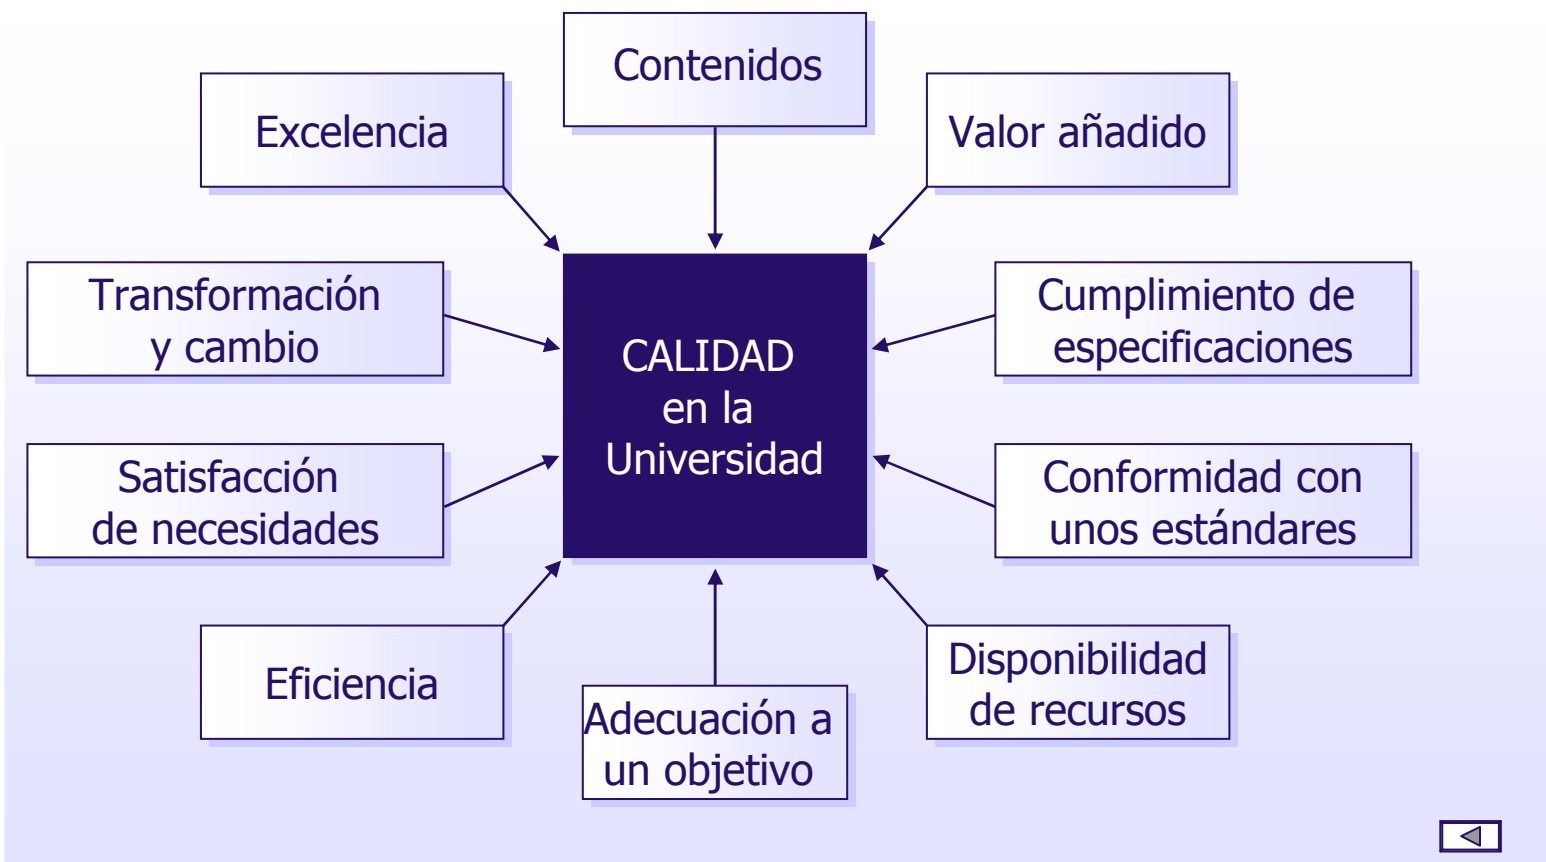 Contenidos
Excelencia
Valor añadido
Transformación
y cambio
Cumplimiento de
especificaciones
CALIDAD
en la
Universidad
Satisfacción
de necesidades
Conformidad con
unos estándares
Eficiencia
Disponibilidad
de recursos
Adecuación a
un objetivo